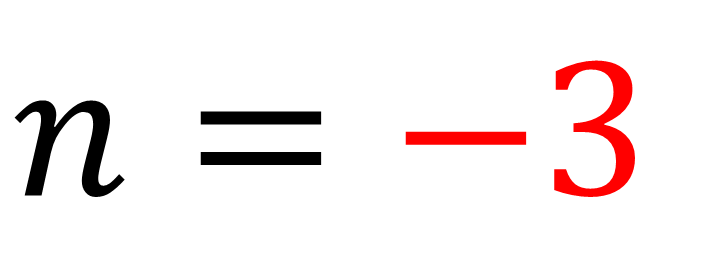 n = −3